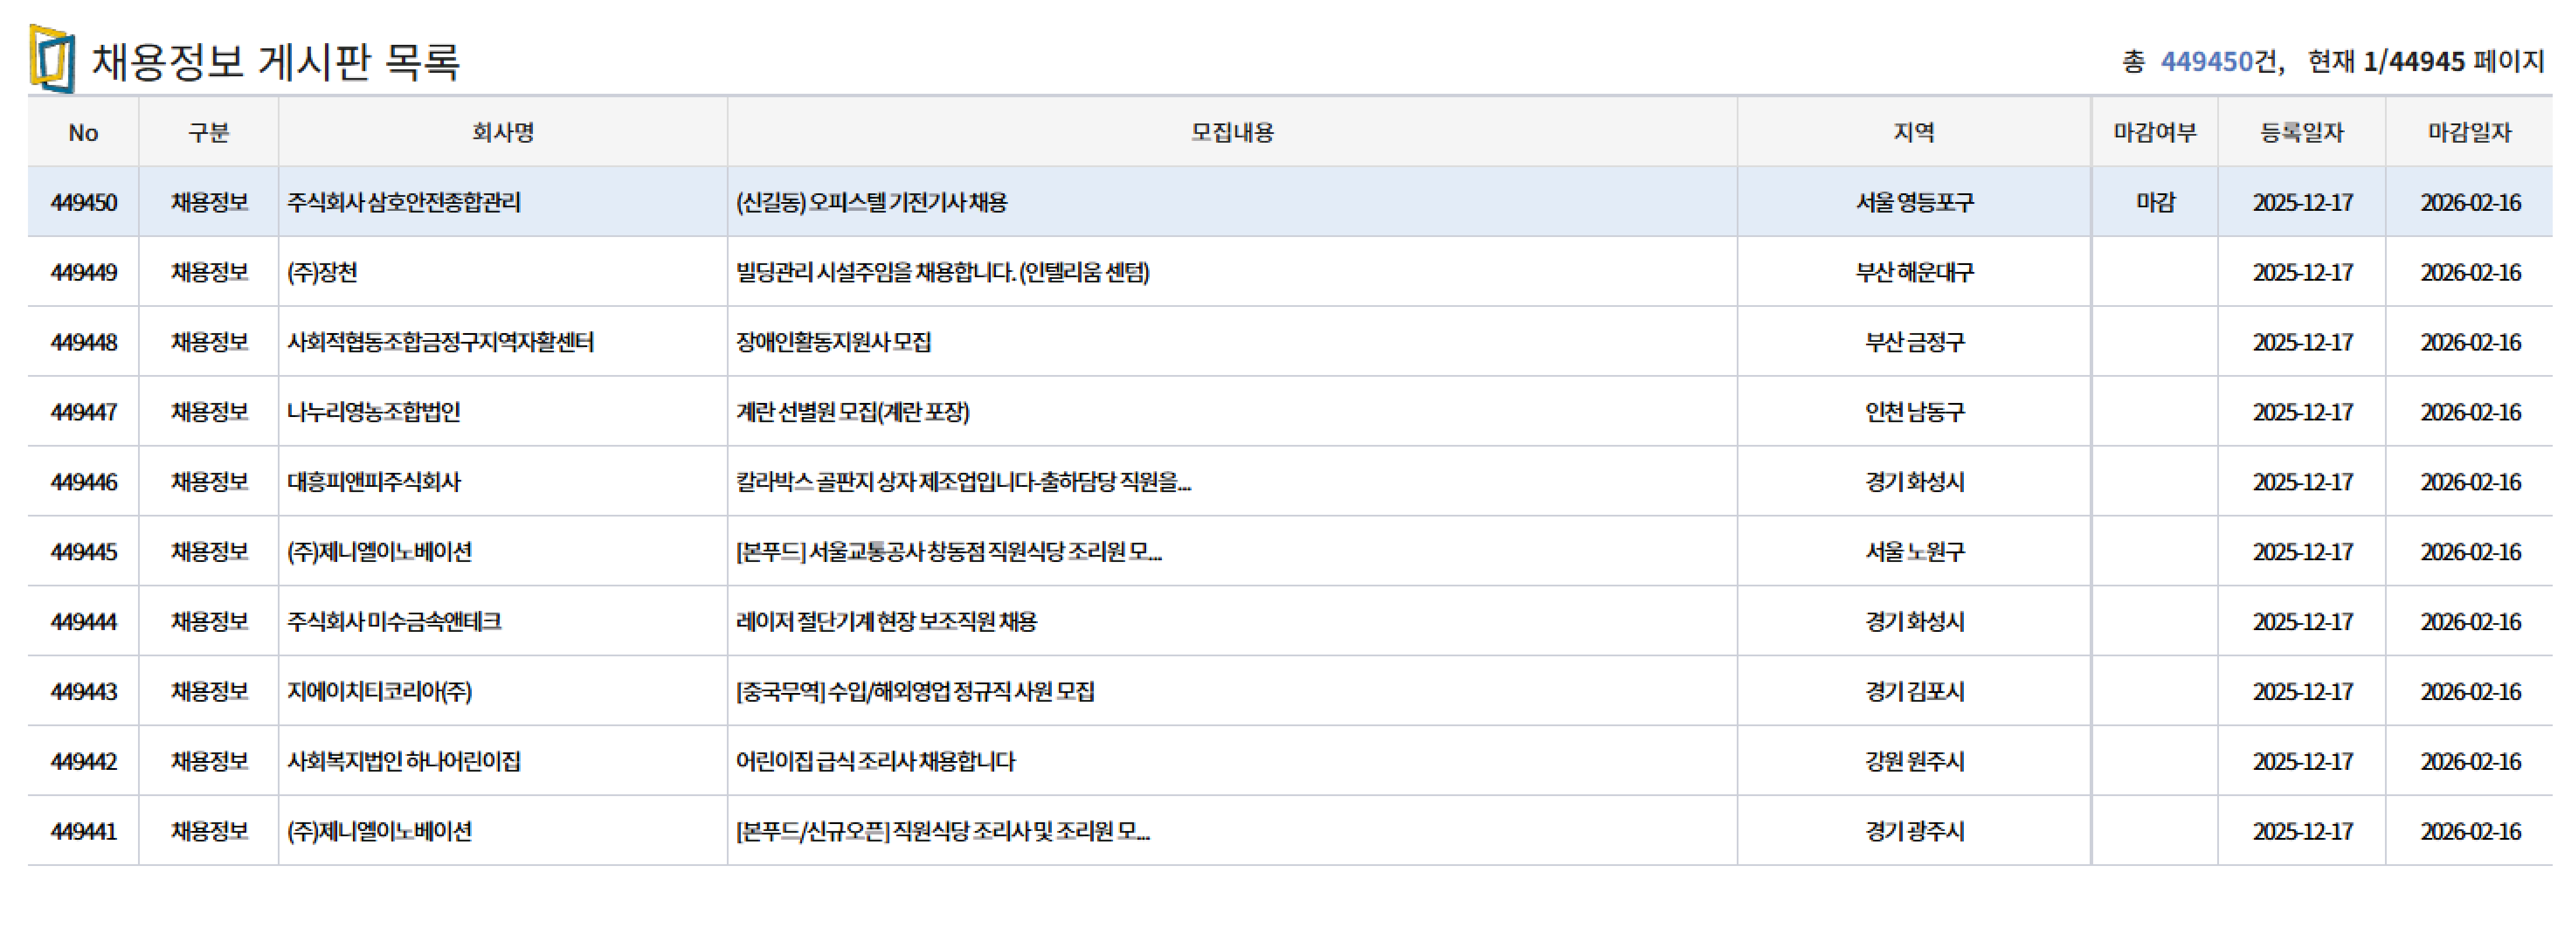 채용정보 게시판 목록
총 449450건, 현재 1/44945 페이지
No 구분 회사명 모집내용 지역 마감여부 등록일자 마감일자
449450 채용정보 주식회사 삼호안전종합관리 (신길동) 오피스텔 기전기사 채용 서울 영등포구 마감 2025-12-17 2026-02-16
449449 채용정보 (주)장천 빌딩관리 시설주임을 채용합니다. (인텔리움 센텀) 부산 해운대구 2025-12-17 2026-02-16
449448 채용정보 사회적협동조합금정구지역자활센터 장애인활동지원사 모집 부산 금정구 2025-12-17 2026-02-16
449447 채용정보 나누리영농조합법인 계란 선별원 모집(계란 포장) 인천 남동구 2025-12-17 2026-02-16
449446 채용정보 대흥피앤피주식회사 칼라박스 골판지 상자 제조업입니다-출하담당 직원을... 경기 화성시 2025-12-17 2026-02-16
449445 채용정보 (주)제니엘이노베이션 [본푸드] 서울교통공사 창동점 직원식당 조리원 모... 서울 노원구 2025-12-17 2026-02-16
449444 채용정보 주식회사 미수금속앤테크 레이저 절단기계 현장 보조직원 채용 경기 화성시 2025-12-17 2026-02-16
449443 채용정보 지에이치티코리아(주) [중국무역] 수입/해외영업 정규직 사원 모집 경기 김포시 2025-12-17 2026-02-16
449442 채용정보 사회복지법인 하나어린이집 어린이집 급식 조리사 채용합니다 강원 원주시 2025-12-17 2026-02-16
449441 채용정보 (주)제니엘이노베이션 [본푸드/신규오픈] 직원식당 조리사 및 조리원 모... 경기 광주시 2025-12-17 2026-02-16